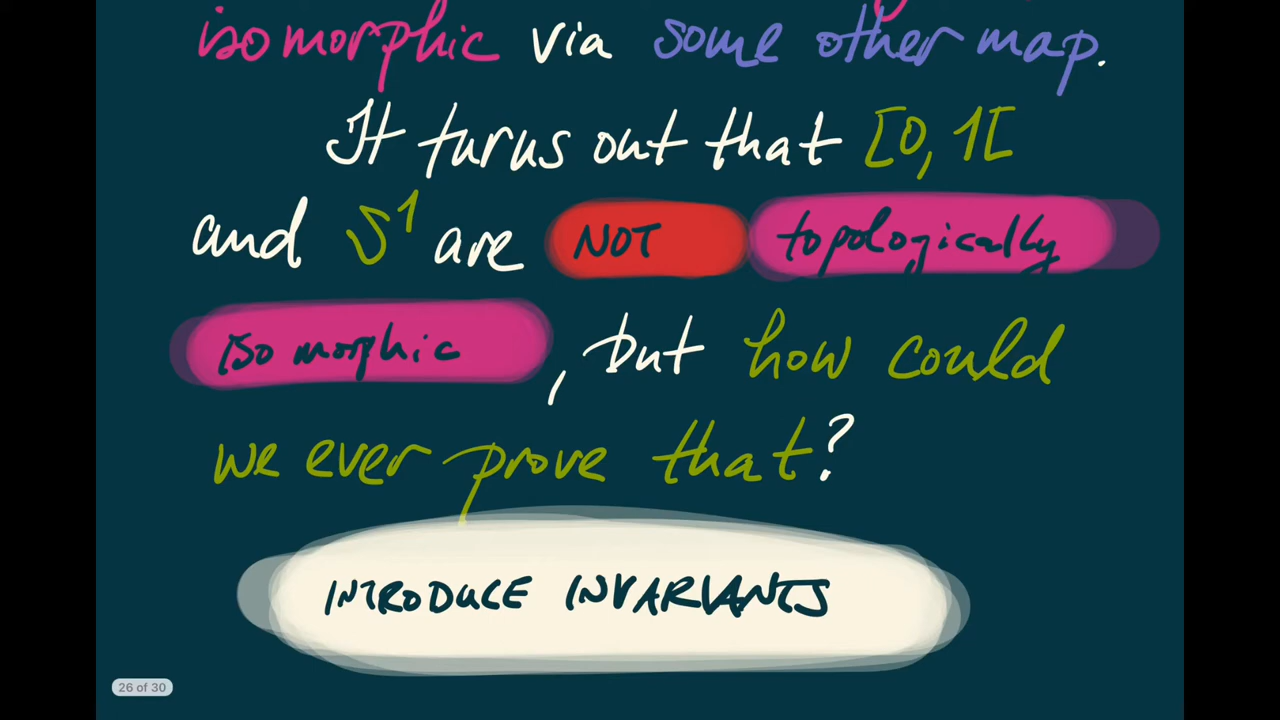 isomorphic via some other map.
It turns out that [0, 1[
and S¹ are NOT topologically
isomorphic, but how could
we ever prove that?
INTRODUCE INVARIANTS
26 of 30